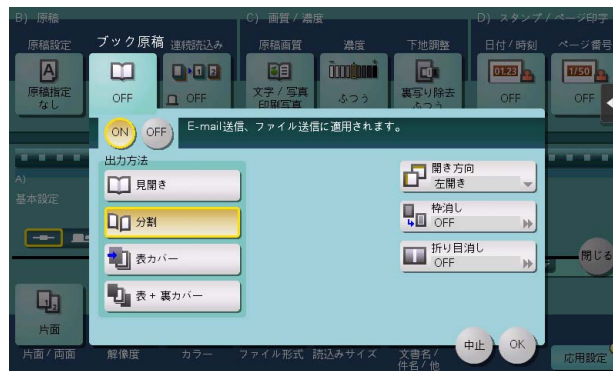 B) 原稿
C) 画質 / 濃度
D) スタンプ / ページ印字
原稿設定
ブック原稿
連続読込み
原稿画質
濃度
下地調整
日付 / 時刻
ページ番号
原稿指定
なし
OFF
OFF
文字 / 写真
印刷写真
ふつう
裏写り除去
ふつう
01.23
OFF
1/50
OFF
ON
OFF
E-mail送信、ファイル送信に適用されます。
出力方法
見開き
分割
表カバー
表 + 裏カバー
開き方向
左開き
枠消し
OFF
折り目消し
OFF
A)
基本設定
閉じる
片面
中止
OK
片面 / 両面
解像度
カラー
ファイル形式
読込みサイズ
文書名 /
件名 / 他
応用設定